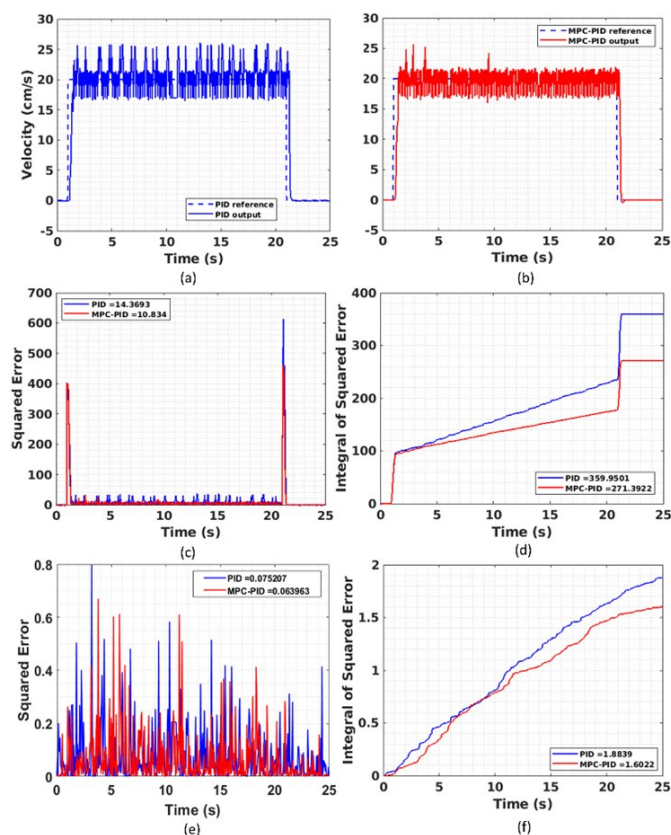 30
25
20
15
10
5
0
-5
Velocity (cm/s)
PID reference
PID output
0 5 10 15 20 25
Time (s)
(a)
30
25
20
15
10
5
0
-5
MPC-PID reference
MPC-PID output
0 5 10 15 20 25
Time (s)
(b)
700
600
500
400
300
200
100
0
Squared Error
PID =14.3693
MPC-PID =10.834
0 5 10 15 20 25
Time (s)
(c)
400
300
200
100
0
Integral of Squared Error
PID =359.9501
MPC-PID =271.3922
0 5 10 15 20 25
Time (s)
(d)
0.8
0.6
0.4
0.2
0
Squared Error
PID =0.075207
MPC-PID =0.063963
0 5 10 15 20 25
Time (s)
(e)
2
1.5
1
0.5
0
Integral of Squared Error
PID =1.8839
MPC-PID =1.6022
0 5 10 15 20 25
Time (s)
(f)